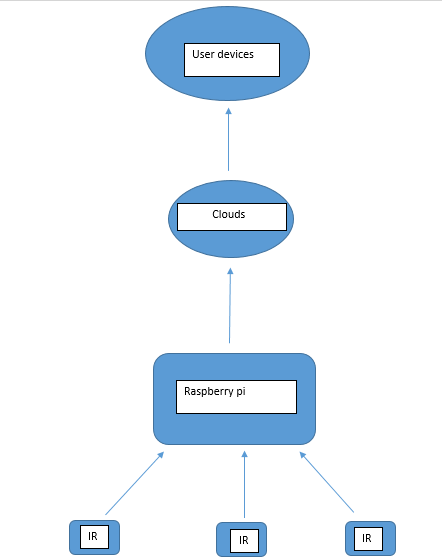 User devices
Clouds
Raspberry pi
IR
IR
IR